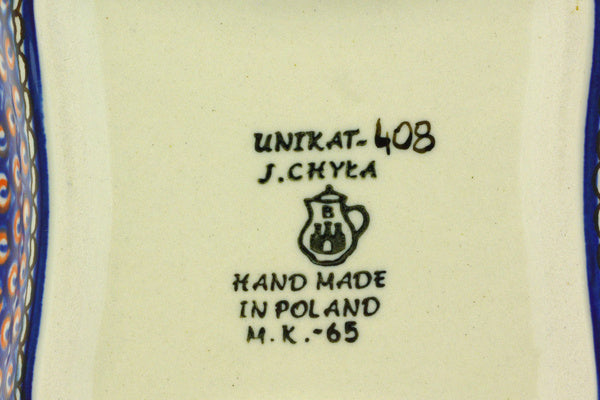 UNIKAT-408
J.CHYŁA
B
HAND MADE
IN POLAND
M.K.-65